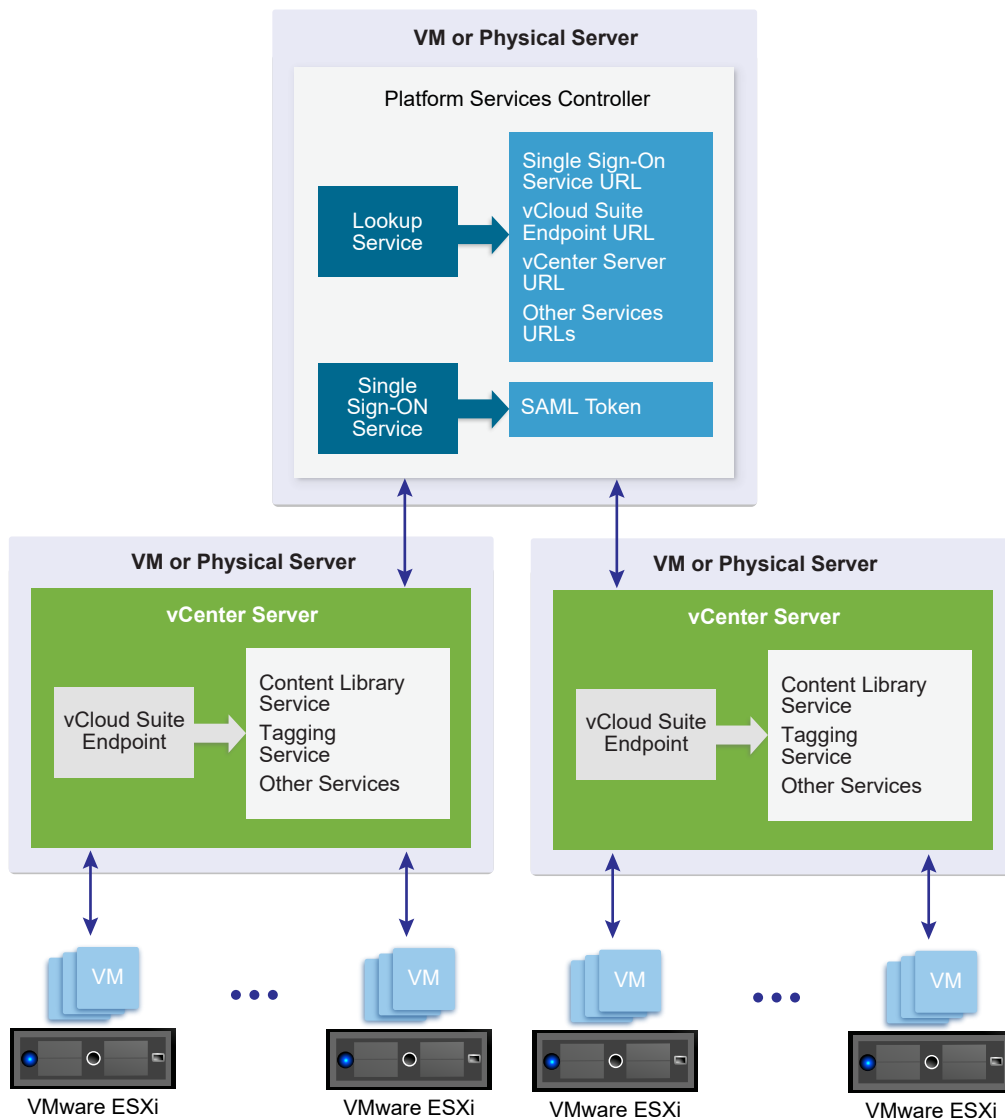 VM or Physical Server
Platform Services Controller
Lookup
Service
Single Sign-On
Service URL
vCloud Suite
Endpoint URL
vCenter Server
URL
Other Services
URLs
Single
Sign-ON
Service
SAML Token
VM or Physical Server
vCenter Server
vCloud Suite
Endpoint
Content Library
Service
Tagging
Service
Other Services
VM or Physical Server
vCenter Server
vCloud Suite
Endpoint
Content Library
Service
Tagging
Service
Other Services
VM
VM
VM
VM
VMware ESXi
VMware ESXi
VMware ESXi
VMware ESXi